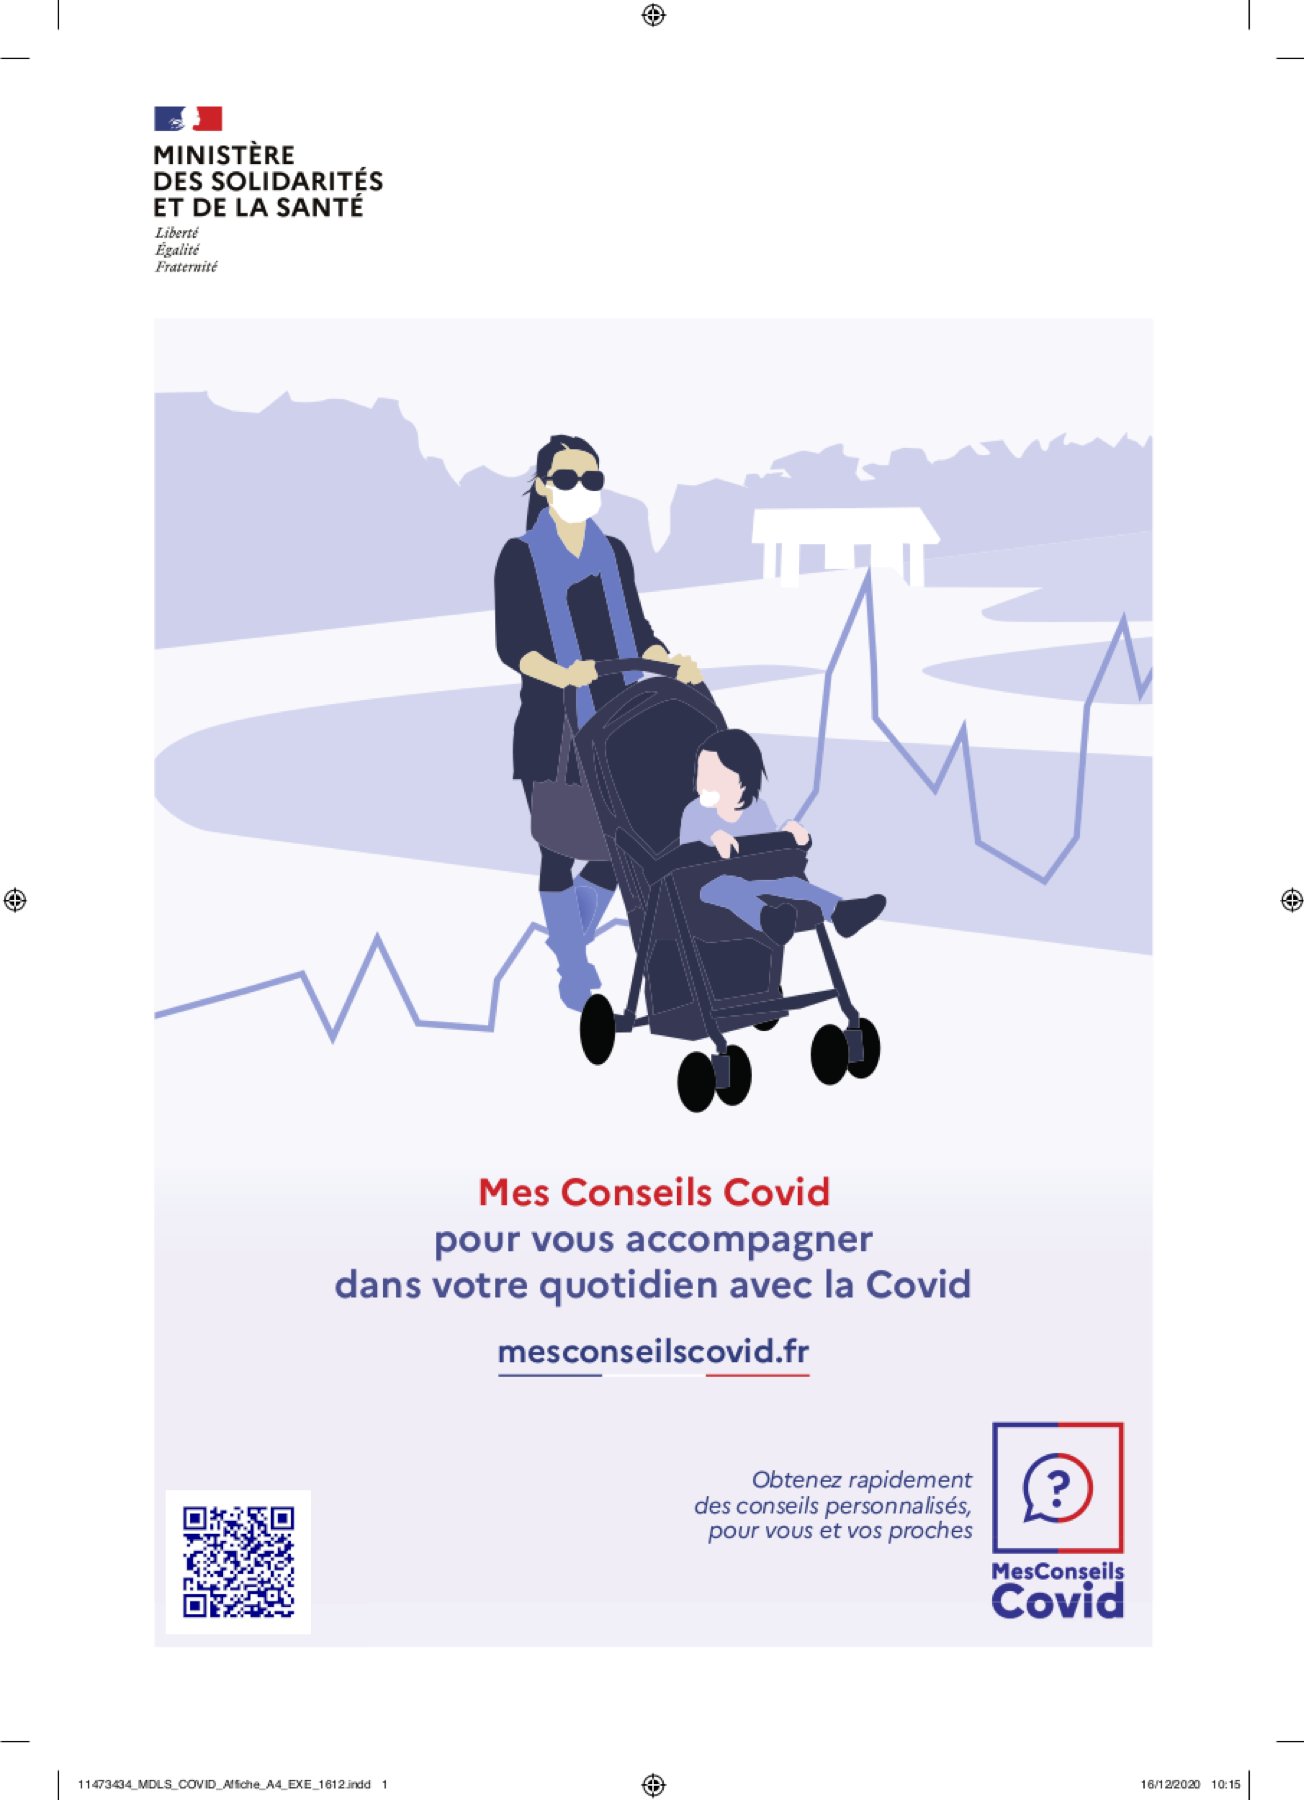 MINISTÈRE
DES SOLIDARITÉS
ET DE LA SANTÉ
Liberté
Égalité
Fraternité
Mes Conseils Covid
pour vous accompagner
dans votre quotidien avec la Covid
mesconseilscovid.fr
Obtenez rapidement
des conseils personnalisés,
pour vous et vos proches
?
MesConseils
Covid
11473434_MDLS_COVID_Affiche_A4_EXE_1612.indd 1
16/12/2020 10:15